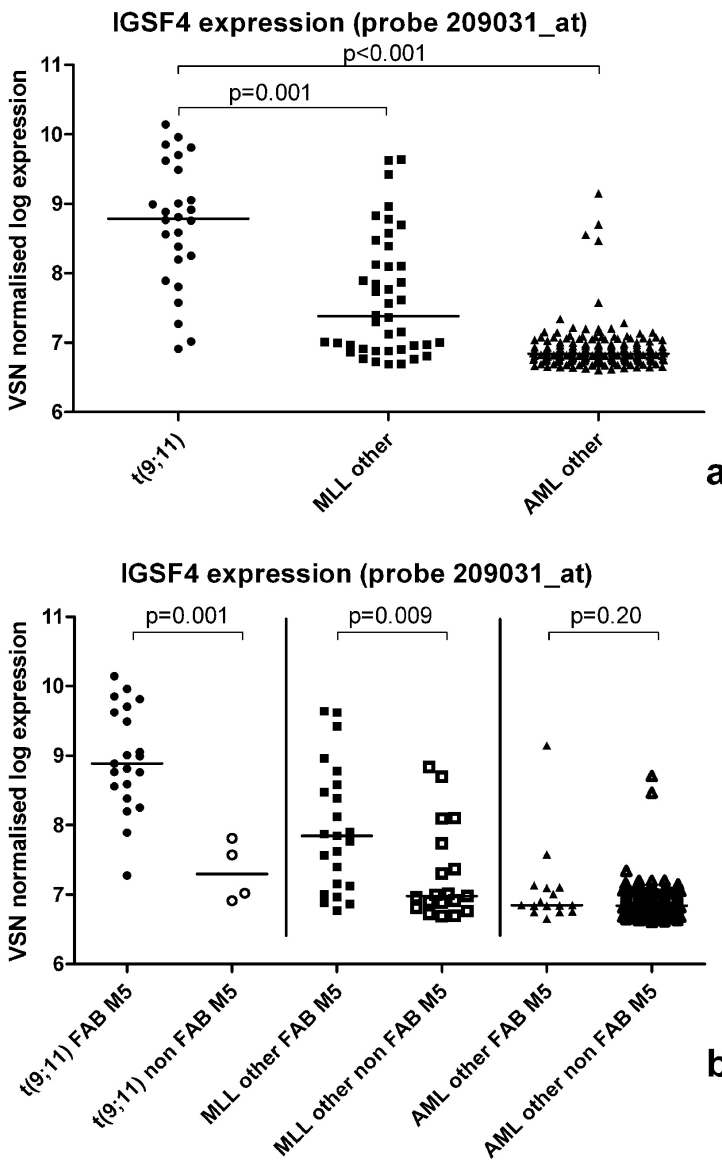 IGSF4 expression (probe 209031_at)
p<0.001
p=0.001
VSN normalised log expression
11
10
9
8
7
6
t(9;11)
MLL other
AML other
a
IGSF4 expression (probe 209031_at)
p=0.001
p=0.009
p=0.20
VSN normalised log expression
11
10
9
8
7
6
t(9;11) FAB M5
t(9;11) non FAB M5
MLL other FAB M5
MLL other non FAB M5
AML other FAB M5
AML other non FAB M5
b